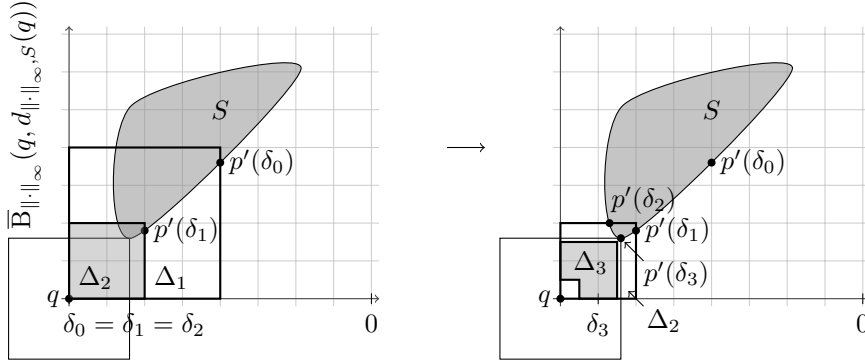 B̅‖·‖∞(q, d‖·‖∞,S(q))
S
p′(δ0)
p′(δ1)
Δ2
Δ1
q
δ0 = δ1 = δ2
0
S
p′(δ0)
p′(δ2)
p′(δ1)
Δ3
p′(δ3)
q
δ3
Δ2
0